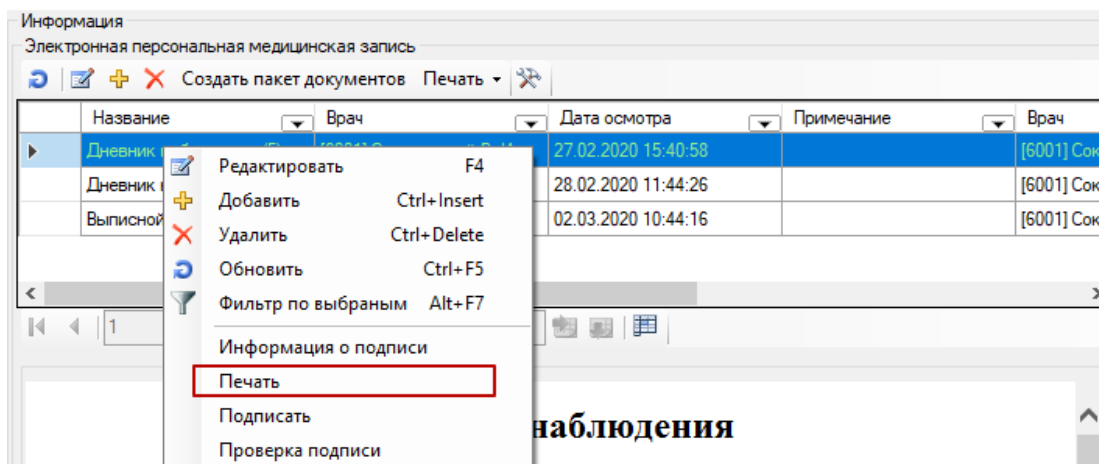 Информация
Электронная персональная медицинская запись
Создать пакет документов Печать
Название Врач Дата осмотра Примечание Врач
Дневник 27.02.2020 15:40:58 [6001] Сок
Дневник 28.02.2020 11:44:26 [6001] Сок
Выписной 02.03.2020 10:44:16 [6001] Сок
Редактировать F4
Добавить Ctrl+Insert
Удалить Ctrl+Delete
Обновить Ctrl+F5
Фильтр по выбраным Alt+F7
1
Информация о подписи
Печать
Подписать
наблюдения
Проверка подписи